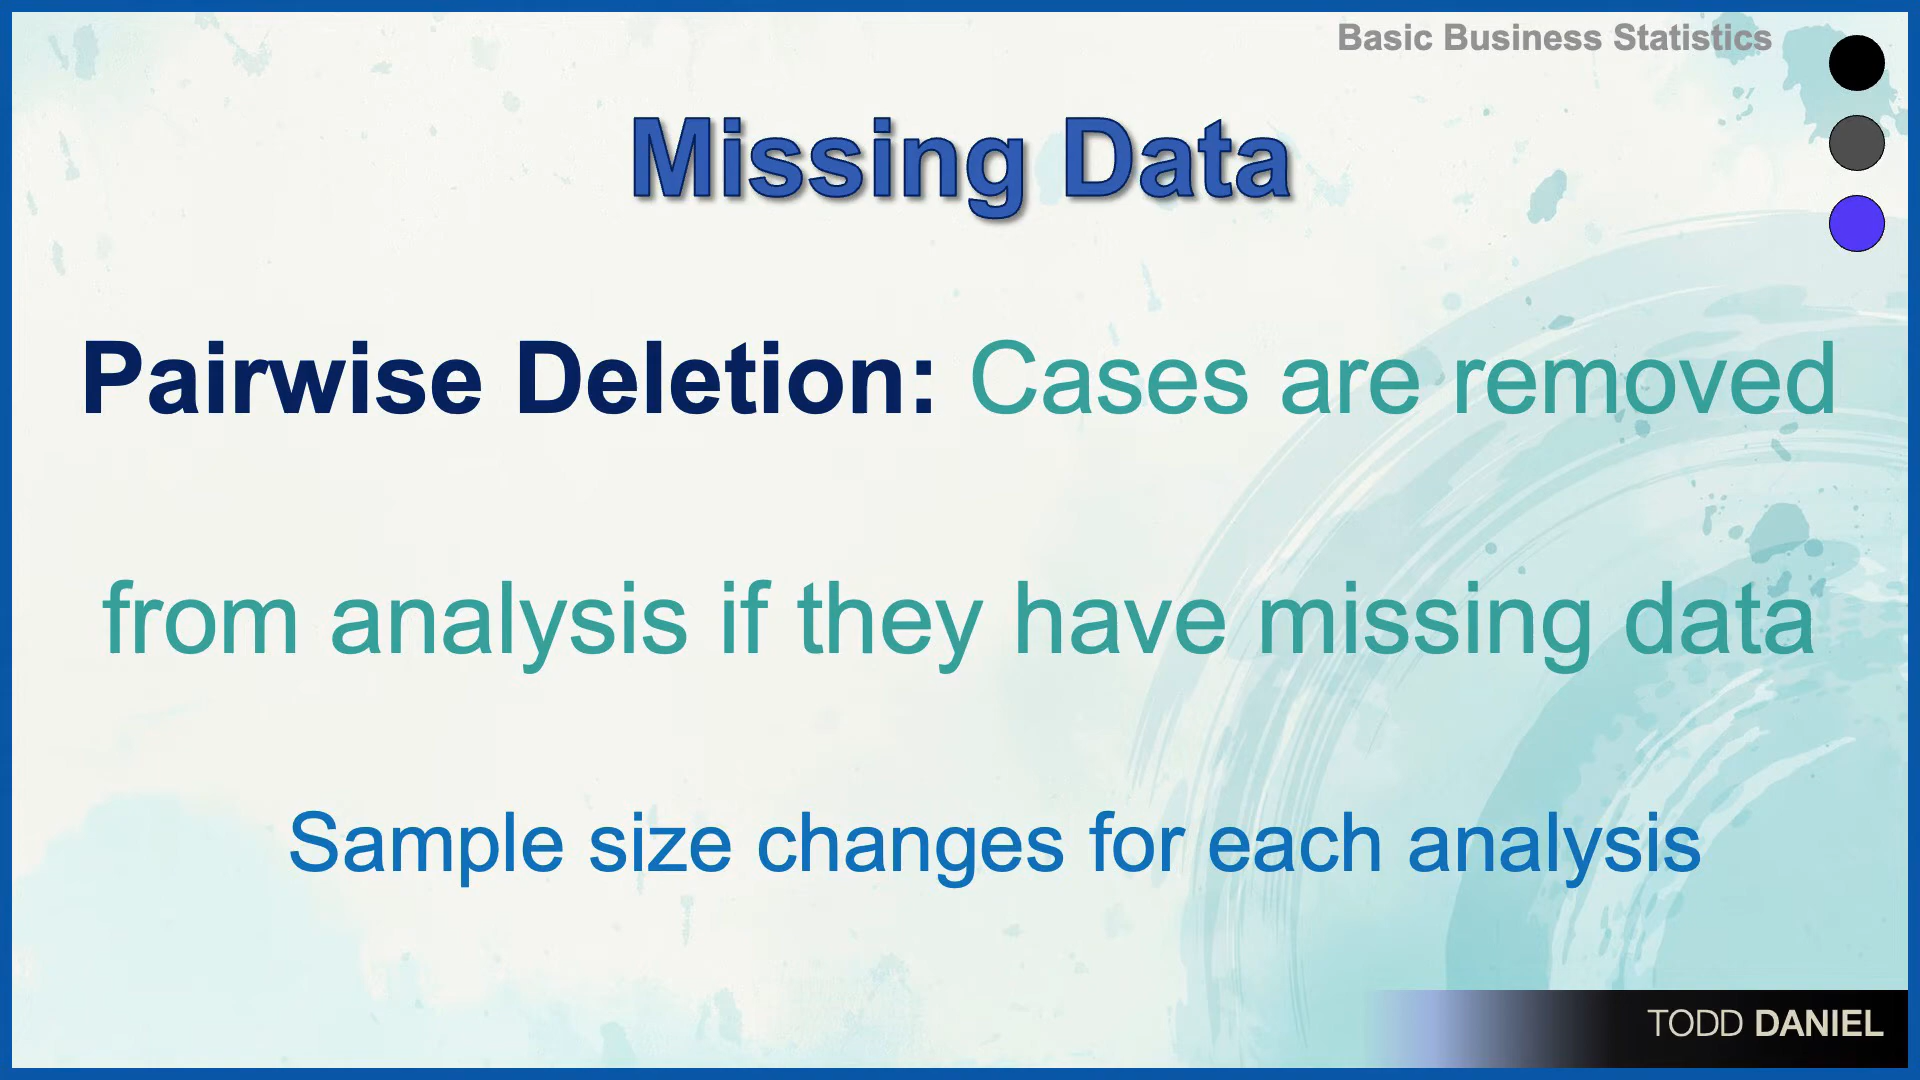 Basic Business Statistics
Missing Data
Pairwise Deletion: Cases are removed
from analysis if they have missing data
Sample size changes for each analysis
TODD DANIEL